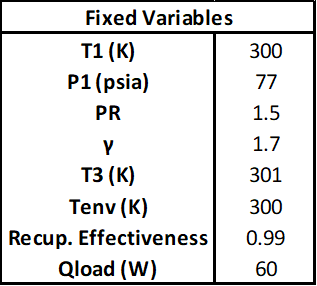 Fixed Variables
T1 (K) 300
P1 (psia) 77
PR 1.5
γ 1.7
T3 (K) 301
Tenv (K) 300
Recup. Effectiveness 0.99
Qload (W) 60